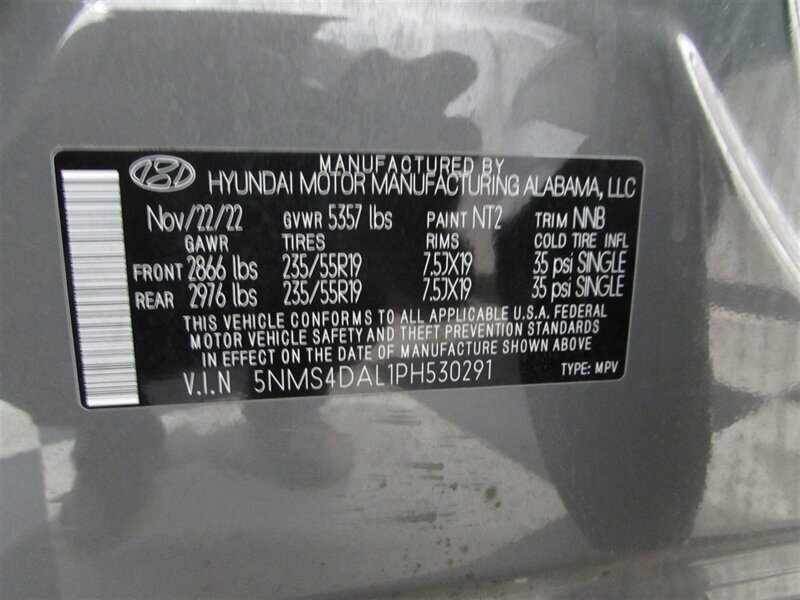 MANUFACTURED BY
HYUNDAI MOTOR MANUFACTURING ALABAMA, LLC
Nov/22/22 GVWR 5357 lbs PAINT NT2 TRIM NNB
GAWR TIRES RIMS COLD TIRE INFL
FRONT 2866 lbs 235/55R19 7.5JX19 35 psi SINGLE
REAR 2976 lbs 235/55R19 7.5JX19 35 psi SINGLE
THIS VEHICLE CONFORMS TO ALL APPLICABLE U.S.A. FEDERAL
MOTOR VEHICLE SAFETY AND THEFT PREVENTION STANDARDS
IN EFFECT ON THE DATE OF MANUFACTURE SHOWN ABOVE
V.I.N 5NMS4DAL1PH530291 TYPE: MPV